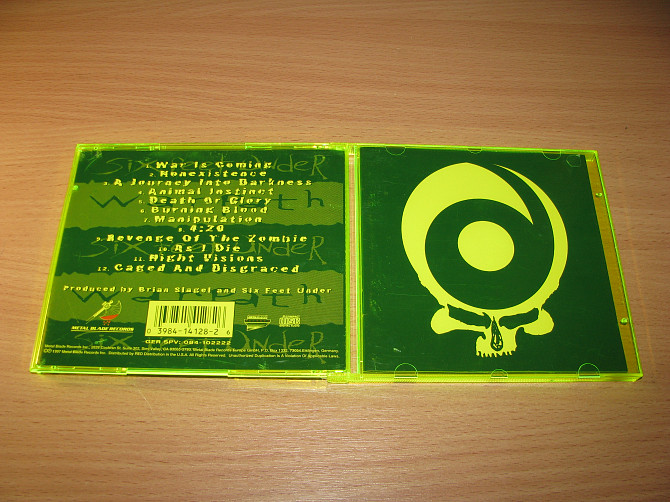 Six Feet Under
1. War Is Coming
2. Nonexistence
3. A Journey Into Darkness
4. Animal Instinct
5. Death Or Glory
6. Burning Blood
7. Manipulation
8. 4:20
9. Revenge Of The Zombie
10. As I Die
11. Night Visions
12. Caged And Disgraced
Produced by Brian Slagel and Six Feet Under
METAL BLADE RECORDS
0 3984-14128-2 6
GER SPV: 084-102222